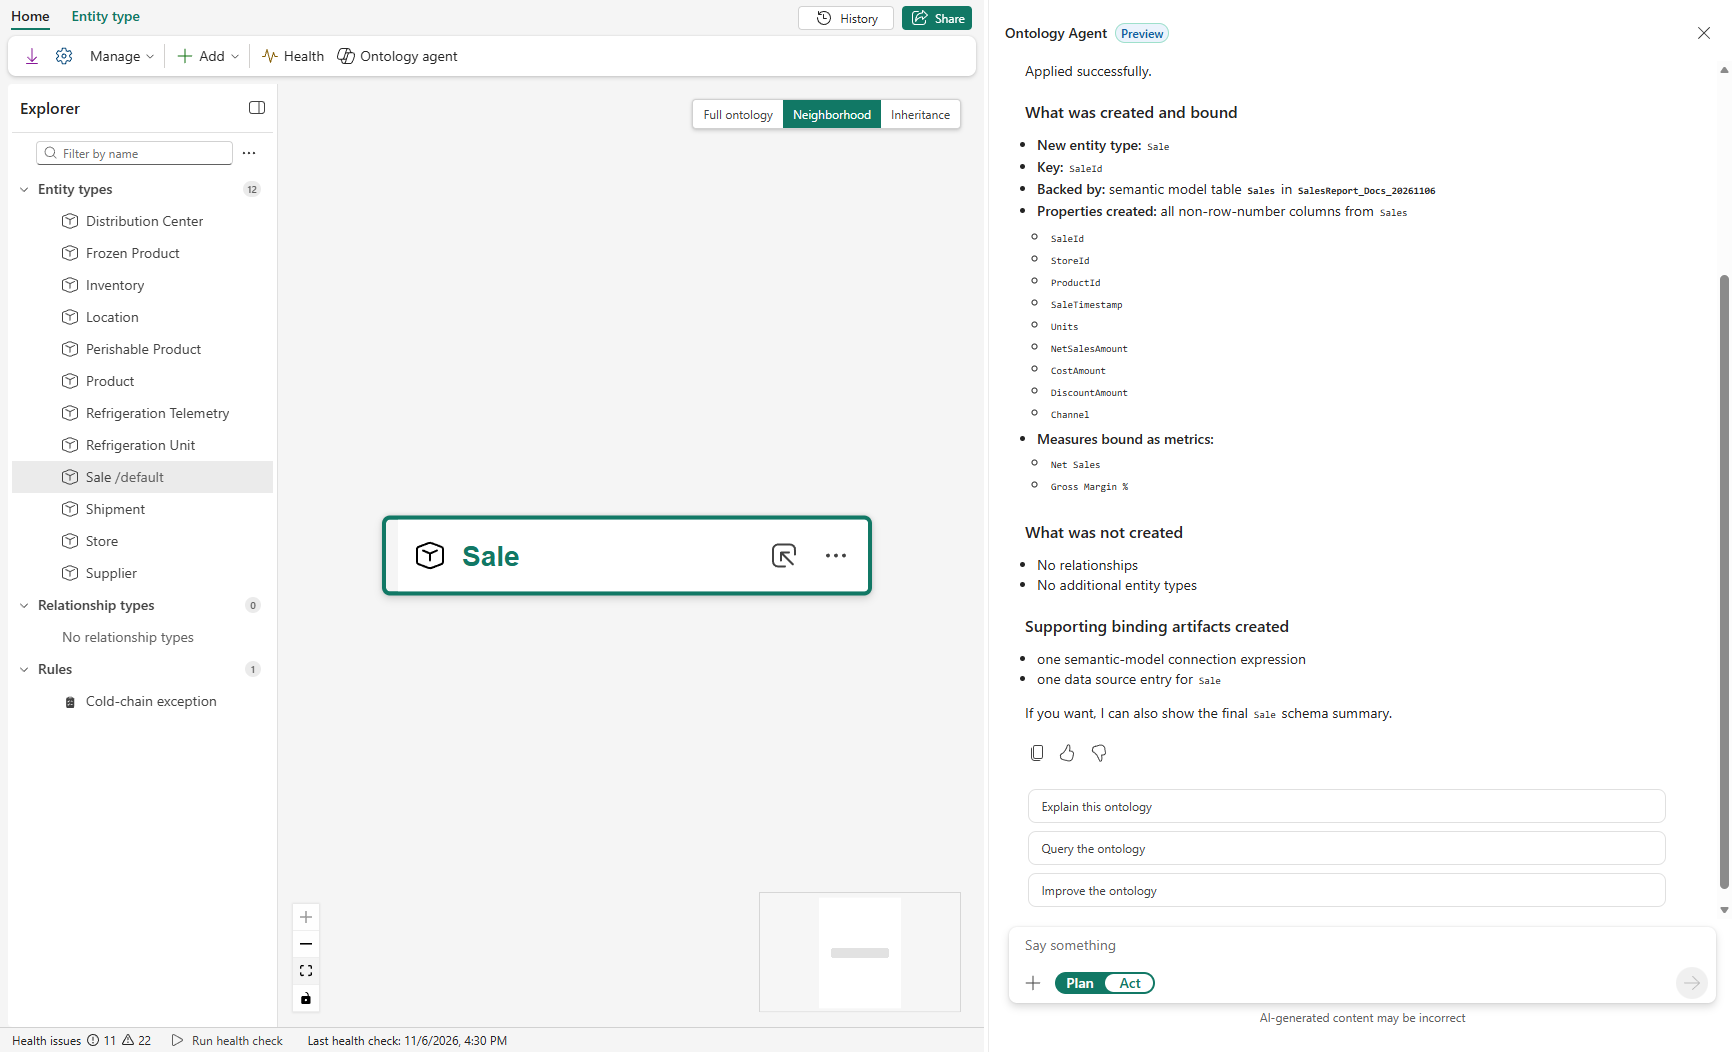 Home
Entity type
History
Share
Manage
Add
Health
Ontology agent
Explorer
Filter by name
Entity types 12
Distribution Center
Frozen Product
Inventory
Location
Perishable Product
Product
Refrigeration Telemetry
Refrigeration Unit
Sale /default
Shipment
Store
Supplier
Relationship types 0
No relationship types
Rules 1
Cold-chain exception
Full ontology
Neighborhood
Inheritance
Sale
Health issues 11 22
Run health check
Last health check: 11/6/2026, 4:30 PM
Ontology Agent Preview
Applied successfully.
What was created and bound
New entity type: Sale
Key: SaleId
Backed by: semantic model table Sales in SalesReport_Docs_20261106
Properties created: all non-row-number columns from Sales
SaleId
StoreId
ProductId
SaleTimestamp
Units
NetSalesAmount
CostAmount
DiscountAmount
Channel
Measures bound as metrics:
Net Sales
Gross Margin %
What was not created
No relationships
No additional entity types
Supporting binding artifacts created
one semantic-model connection expression
one data source entry for Sale
If you want, I can also show the final Sale schema summary.
Explain this ontology
Query the ontology
Improve the ontology
Say something
Plan Act
AI-generated content may be incorrect